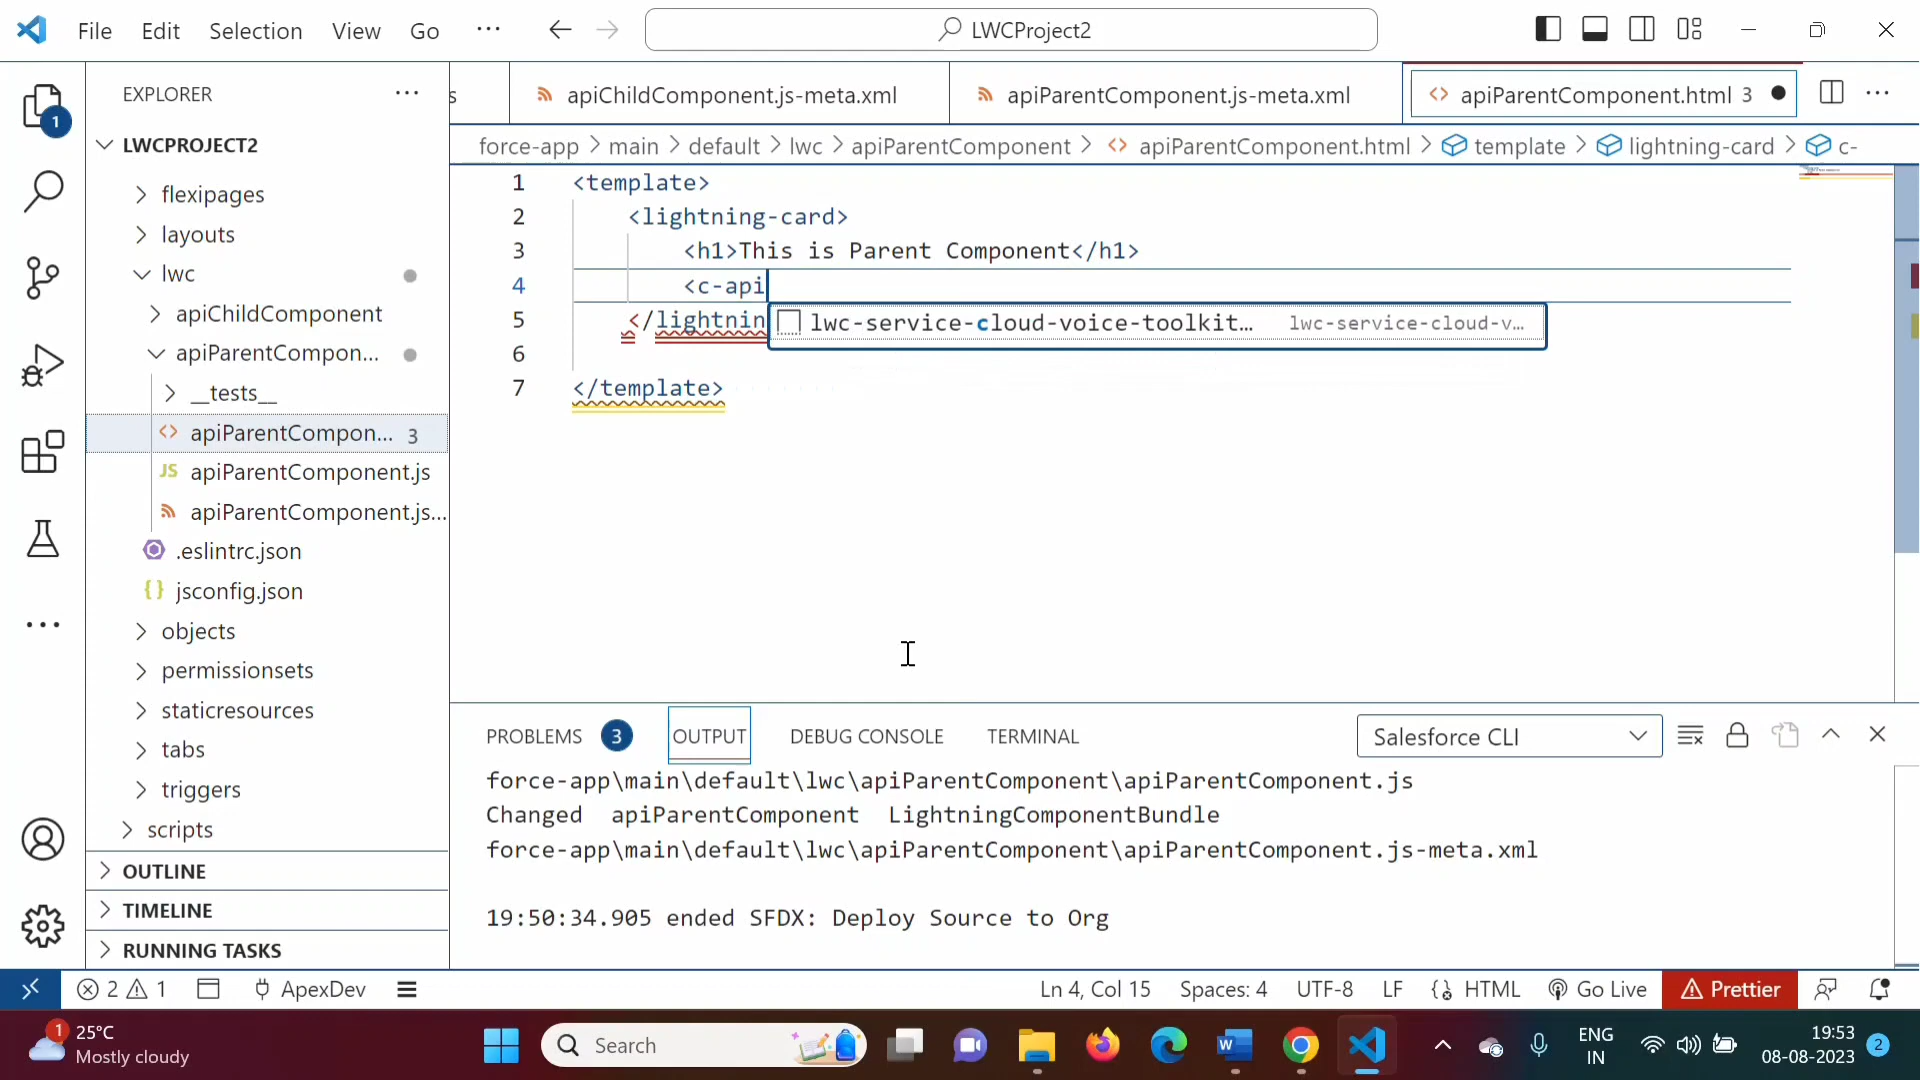 File Edit Selection View Go ··· LWCProject2
EXPLORER ···
s apiChildComponent.js-meta.xml apiParentComponent.js-meta.xml apiParentComponent.html 3
1
LWCPROJECT2
flexipages
layouts
lwc
apiChildComponent
apiParentCompon...
__tests__
apiParentCompon... 3
JS apiParentComponent.js
apiParentComponent.js...
.eslintrc.json
{} jsconfig.json
objects
permissionsets
staticresources
tabs
triggers
scripts
OUTLINE
TIMELINE
RUNNING TASKS
force-app > main > default > lwc > apiParentComponent > apiParentComponent.html > template > lightning-card > c-
1 <template>
2 <lightning-card>
3 <h1>This is Parent Component</h1>
4 <c-api
5 </lightnin
lwc-service-cloud-voice-toolkit... lwc-service-cloud-v...
6
7 </template>
PROBLEMS 3 OUTPUT DEBUG CONSOLE TERMINAL Salesforce CLI
force-app\main\default\lwc\apiParentComponent\apiParentComponent.js
Changed apiParentComponent LightningComponentBundle
force-app\main\default\lwc\apiParentComponent\apiParentComponent.js-meta.xml
19:50:34.905 ended SFDX: Deploy Source to Org
2 1 ApexDev Ln 4, Col 15 Spaces: 4 UTF-8 LF HTML Go Live Prettier
1 25°C
Mostly cloudy
Search
W
ENG
IN
19:53
08-08-2023
2